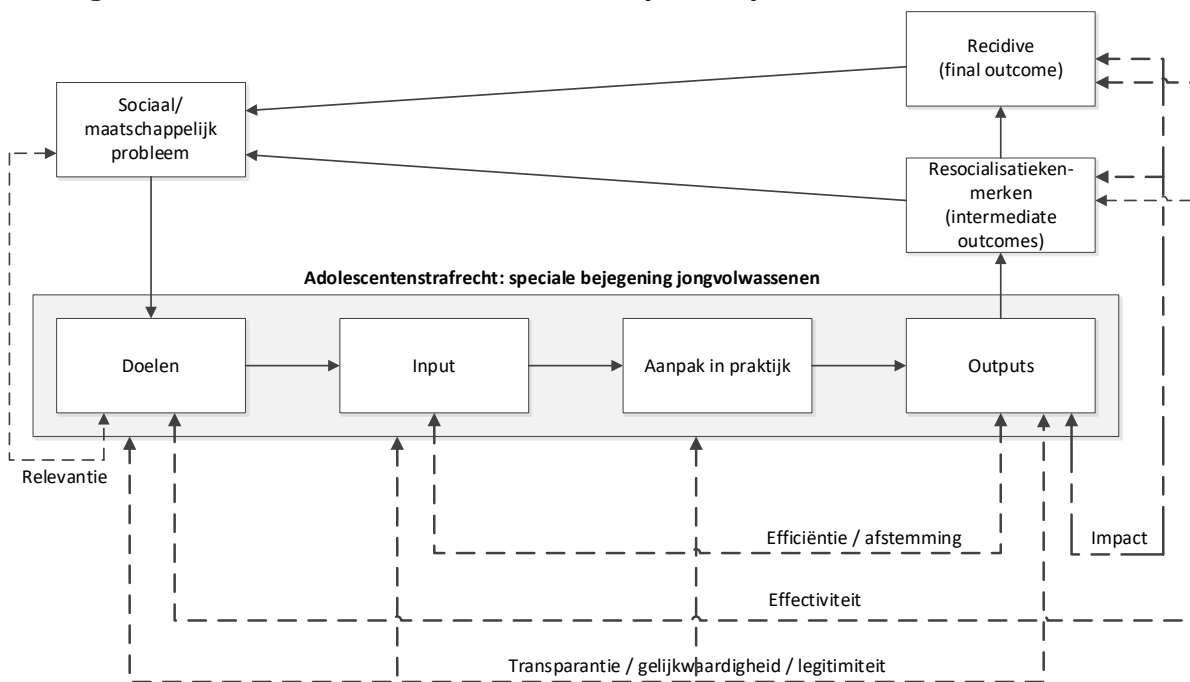 Recidive
(final outcome)
Sociaal/
maatschappelijk
probleem
Resocialisatieken-
merken
(intermediate
outcomes)
Adolescentenstrafrecht: speciale bejegening jongvolwassenen
Doelen
Input
Aanpak in praktijk
Outputs
Relevantie
Efficiëntie / afstemming
Impact
Effectiviteit
Transparantie / gelijkwaardigheid / legitimiteit